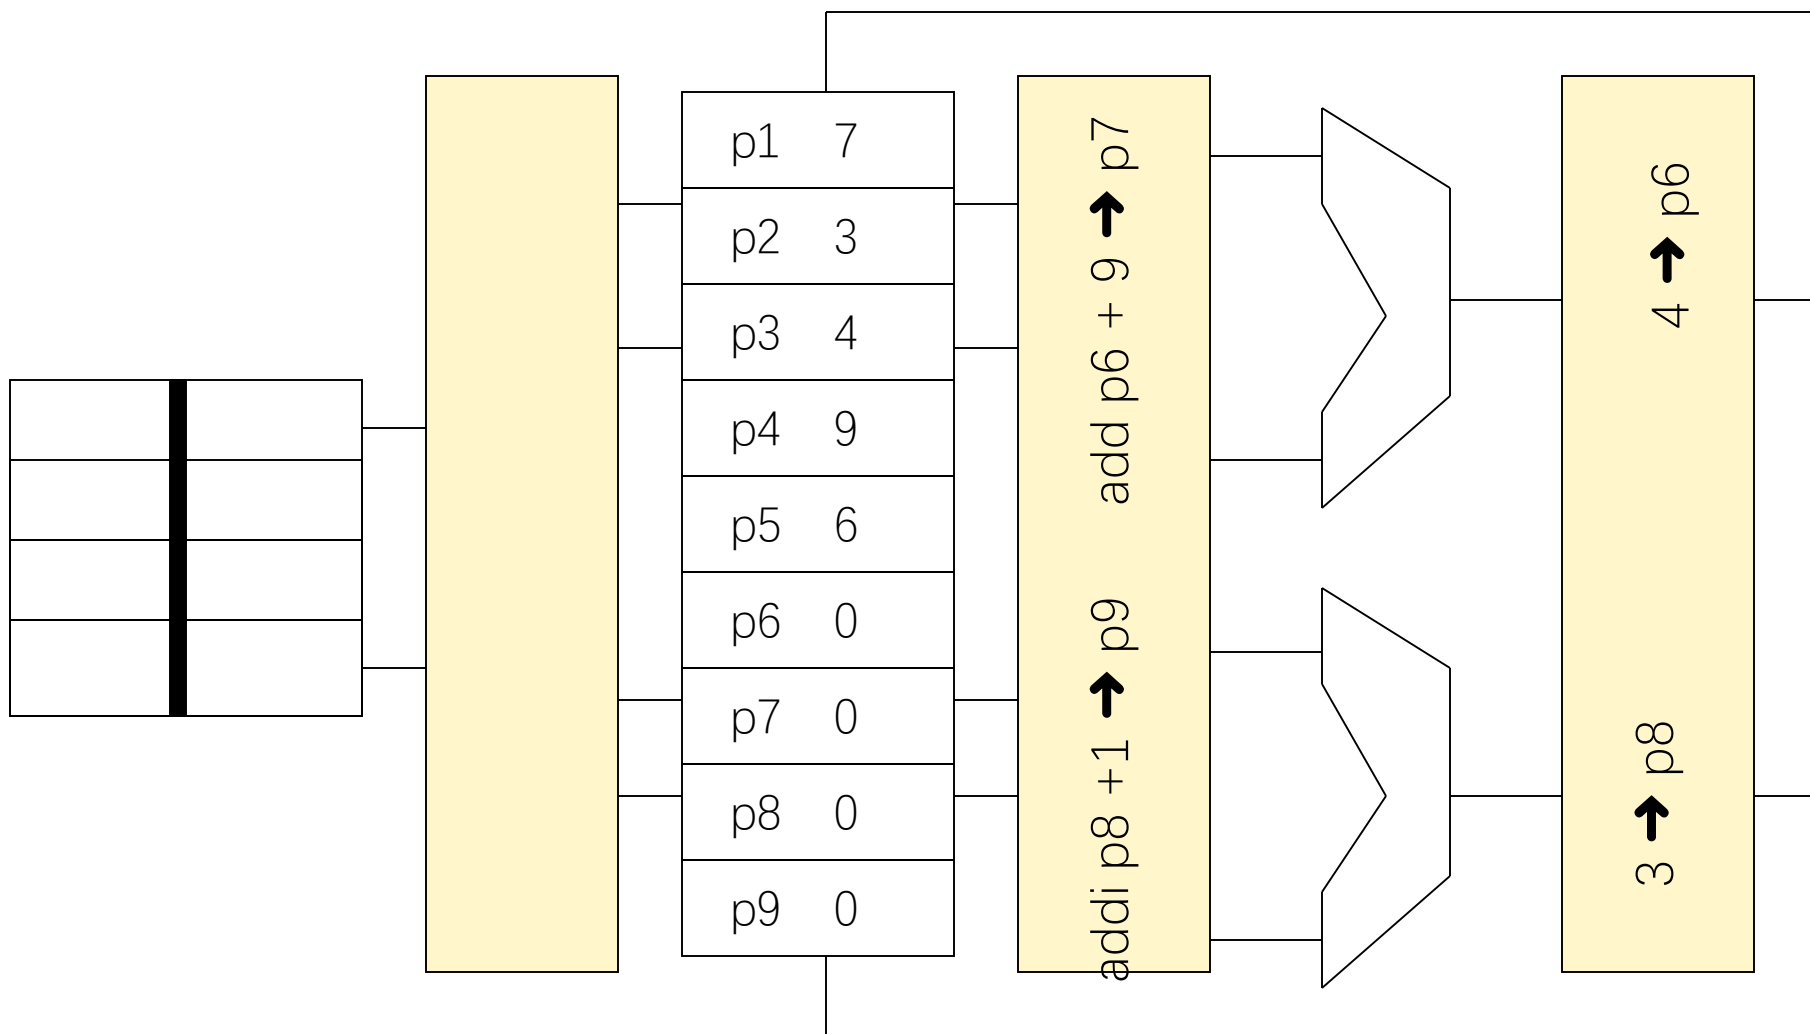 p1 7
p2 3
p3 4
p4 9
p5 6
p6 0
p7 0
p8 0
p9 0
add p6 + 9 🡪 p7
addi p8 +1 🡪 p9
4 🡪 p6
3 🡪 p8